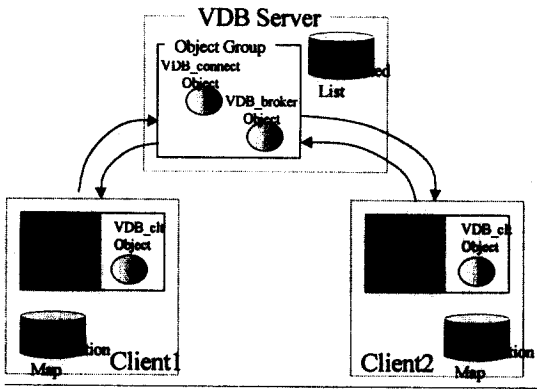 VDB Server
Object Group
VDB_connect
Object
VDB_broker
Object
List
VDB_clt
Object
Map
Client1
VDB_clt
Object
Map
Client2